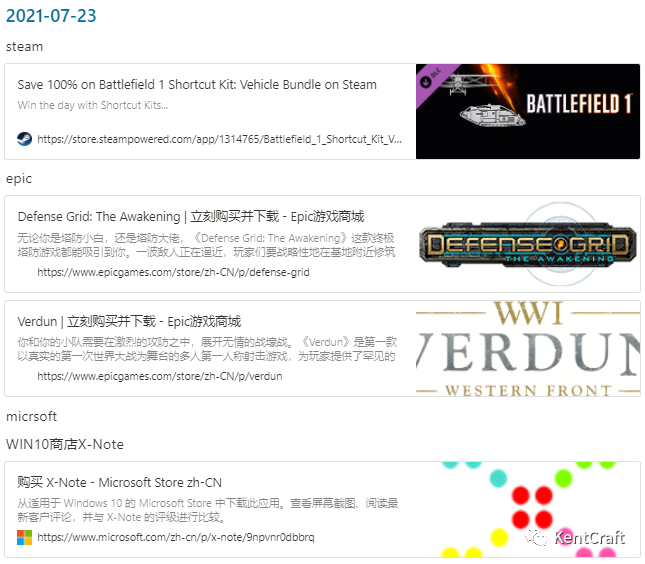 2021-07-23
steam
Save 100% on Battlefield 1 Shortcut Kit: Vehicle Bundle on Steam
Win the day with Shortcut Kits...
https://store.steampowered.com/app/1314765/Battlefield_1_Shortcut_Kit_V...
DLC
BATTLEFIELD 1
epic
Defense Grid: The Awakening | 立刻购买并下载 - Epic游戏商城
无论你是塔防小白，还是塔防大佬，《Defense Grid: The Awakening》这款终极
塔防游戏都能吸引到你。一波敌人正在逼近，玩家们要战略性地在基地附近修筑
https://www.epicgames.com/store/zh-CN/p/defense-grid
DEFENSE GRID
THE AWAKENING
Verdun | 立刻购买并下载 - Epic游戏商城
你和你的小队需要在激烈的攻防之中，展开无情的战壕战。《Verdun》是第一款
以真实的第一次世界大战为舞台的多人第一人称射击游戏，为玩家提供了罕见的
https://www.epicgames.com/store/zh-CN/p/verdun
WWI
VERDUN
WESTERN FRONT
micrsoft
WIN10商店X-Note
购买 X-Note - Microsoft Store zh-CN
从适用于 Windows 10 的 Microsoft Store 中下载此应用。查看屏幕截图、阅读最
新客户评论，并与 X-Note 的评级进行比较。
https://www.microsoft.com/zh-cn/p/x-note/9npvnr0dbbrq
KentCraft